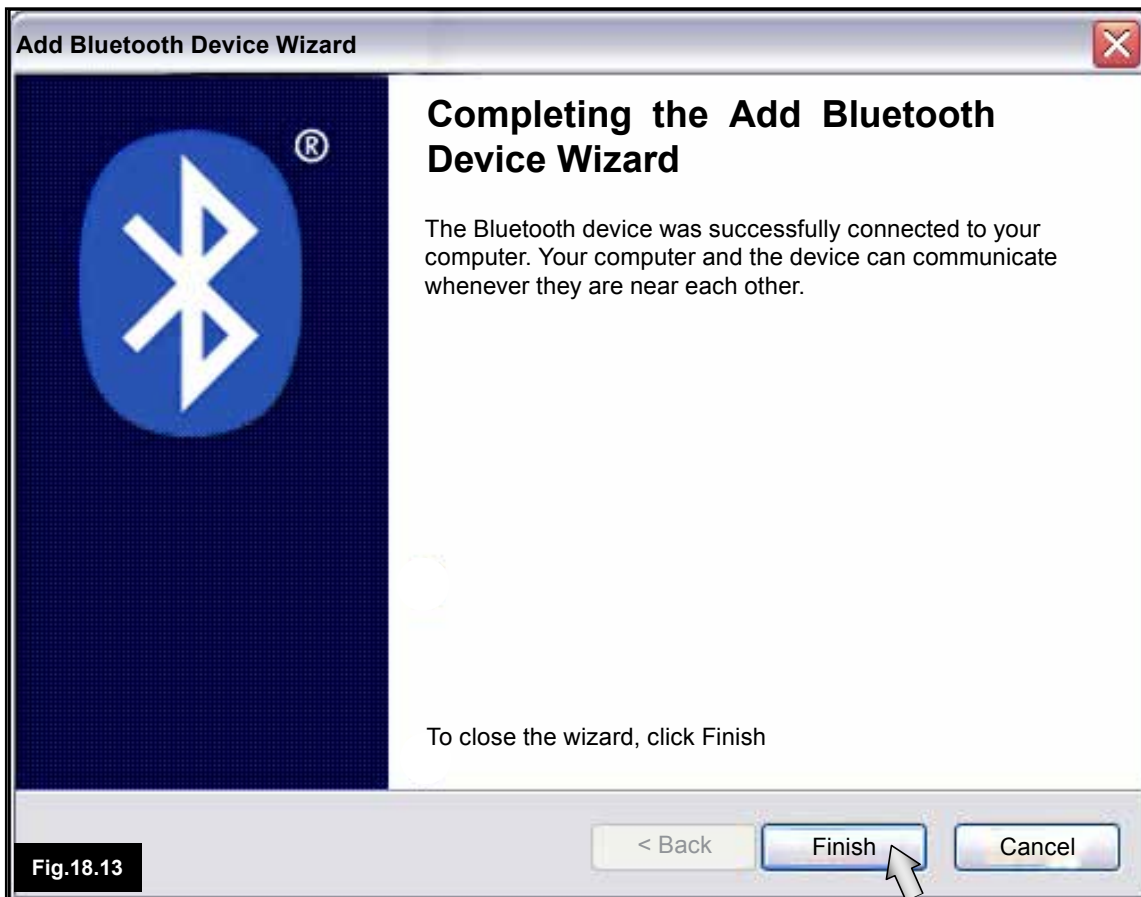 Add Bluetooth Device Wizard
®
Completing the Add Bluetooth
Device Wizard
The Bluetooth device was successfully connected to your
computer. Your computer and the device can communicate
whenever they are near each other.
To close the wizard, click Finish
< Back Finish Cancel
Fig.18.13